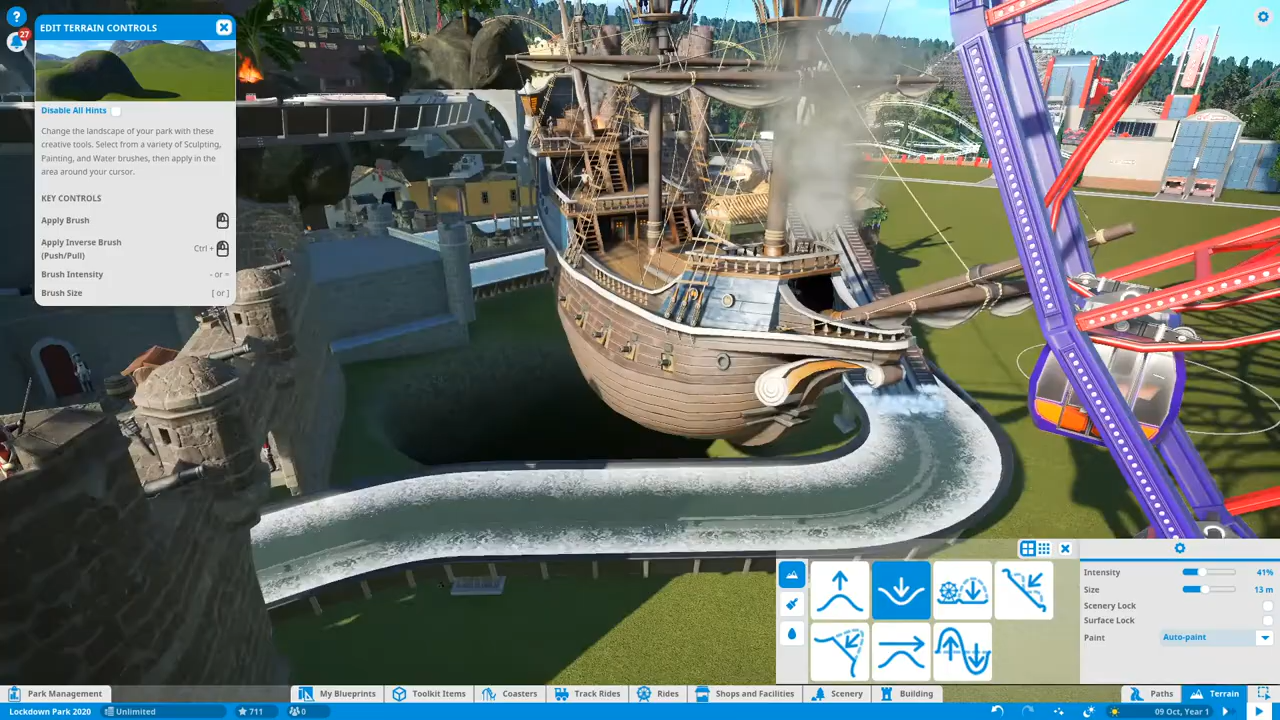 ?
27
EDIT TERRAIN CONTROLS
Disable All Hints
Change the landscape of your park with these
creative tools. Select from a variety of Sculpting,
Painting, and Water brushes, then apply in the
area around your cursor.
KEY CONTROLS
Apply Brush
Apply Inverse Brush
(Push/Pull)
Ctrl +
Brush Intensity
- or =
Brush Size
[ or ]
Intensity
41%
Size
13 m
Scenery Lock
Surface Lock
Paint
Auto-paint
Park Management
My Blueprints
Toolkit Items
Coasters
Track Rides
Rides
Shops and Facilities
Scenery
Building
Paths
Terrain
Lockdown Park 2020
Unlimited
711
0
09 Oct, Year 1